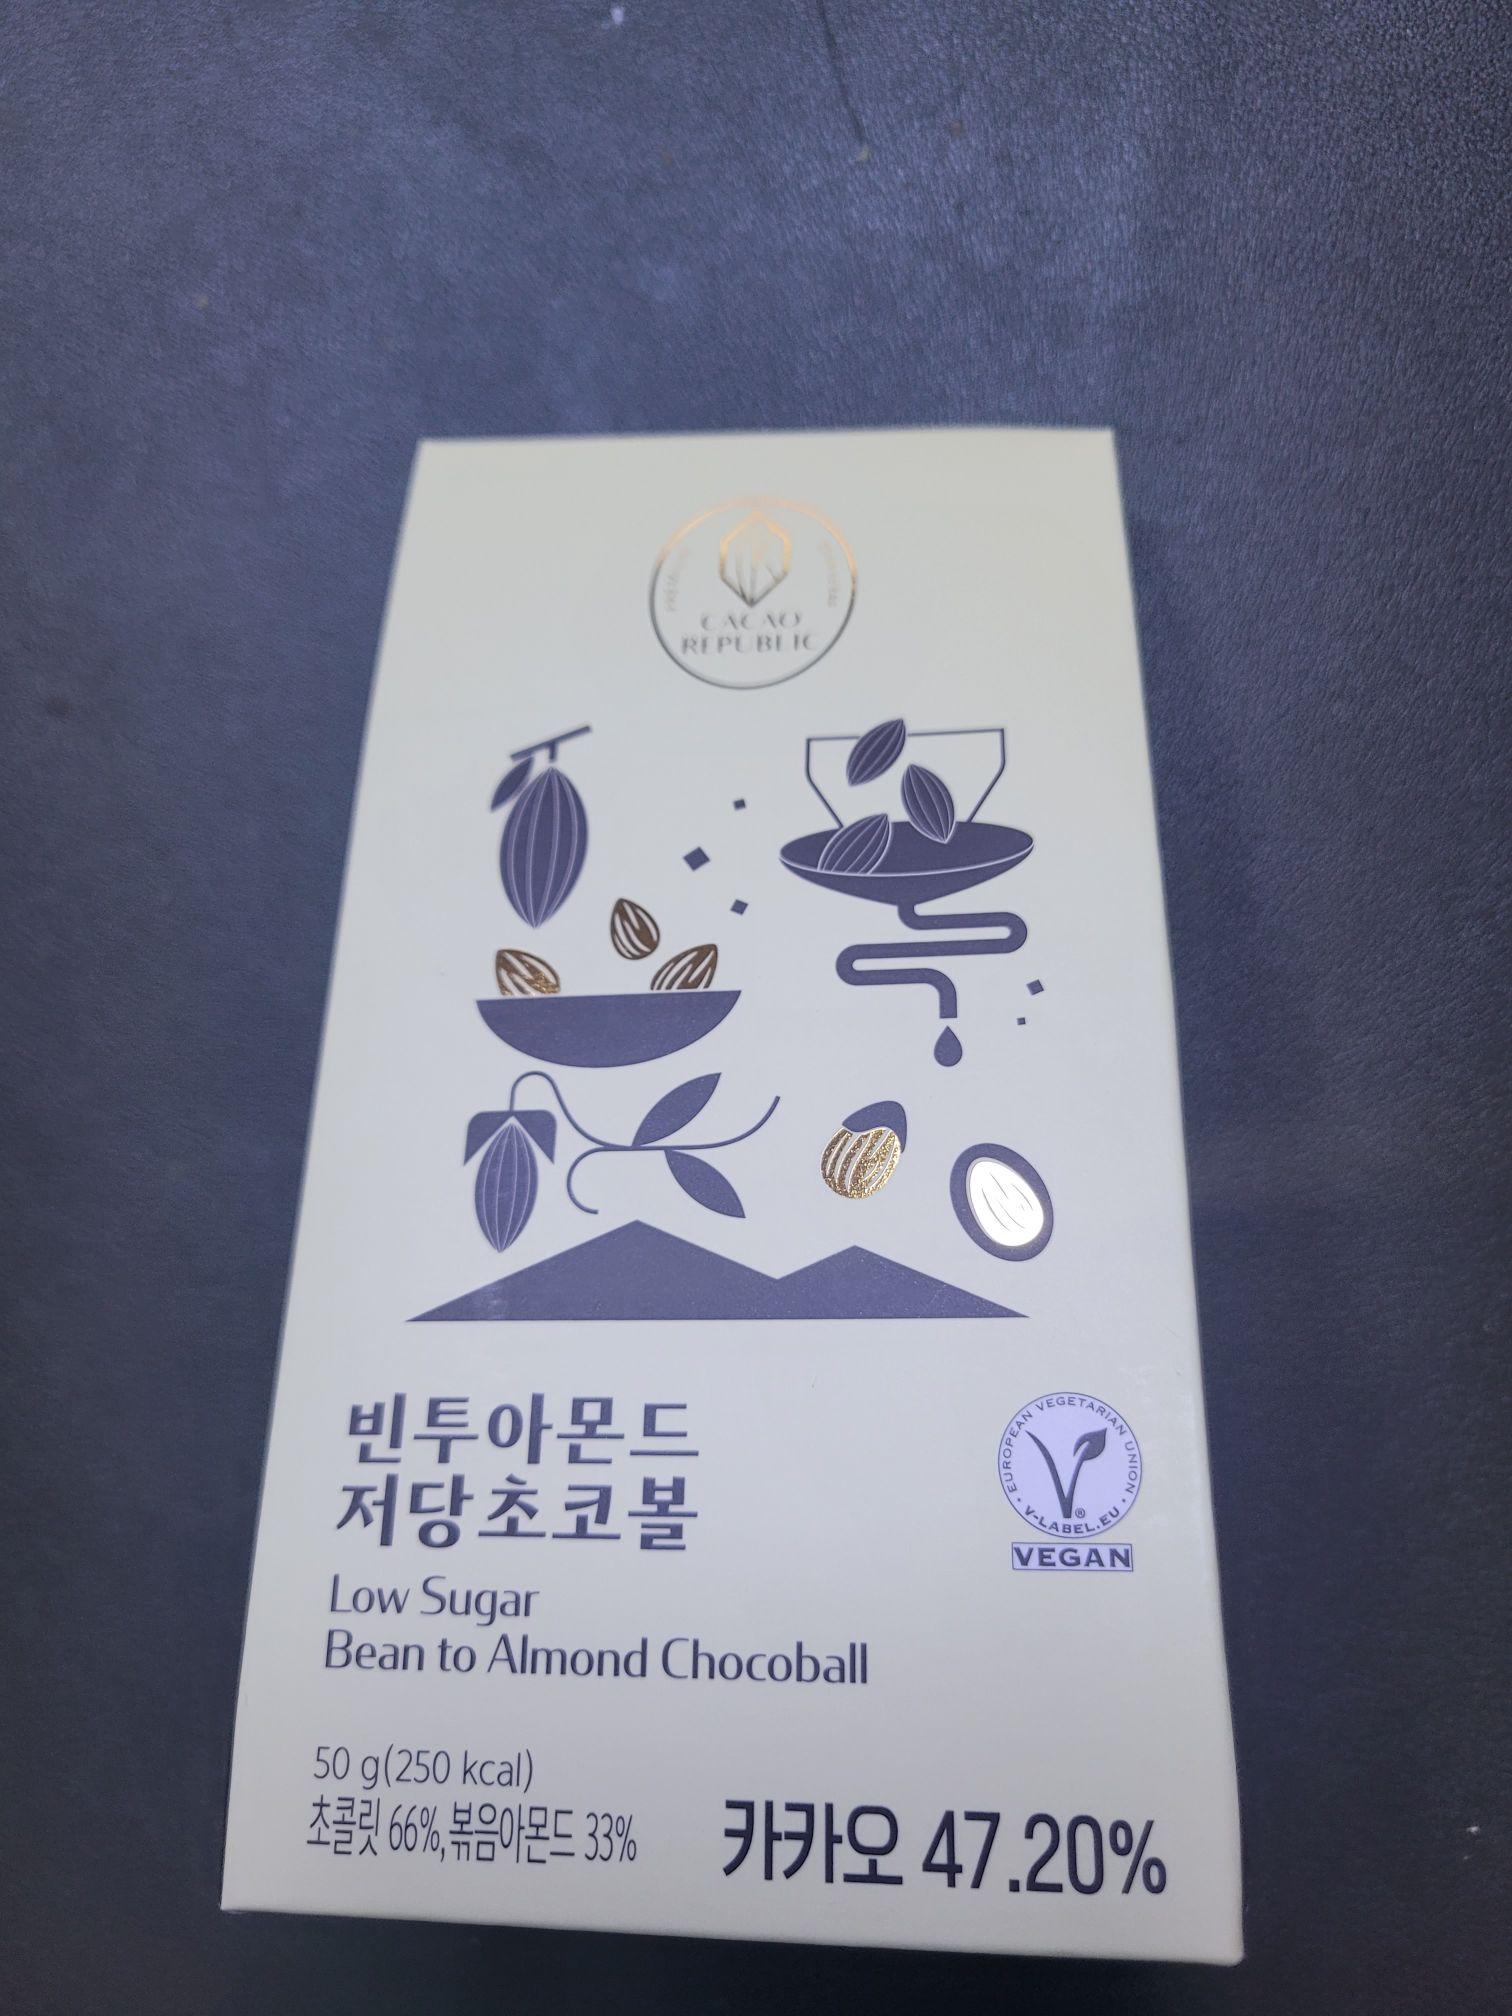 CACAO
REPUBLIC
빈투아몬드
저당초코볼
Low Sugar
Bean to Almond Chocoball
EUROPEAN VEGETARIAN UNION
V-LABEL.EU
VEGAN
50 g(250 kcal)
초콜릿 66%,볶음아몬드 33%
카카오 47.20%